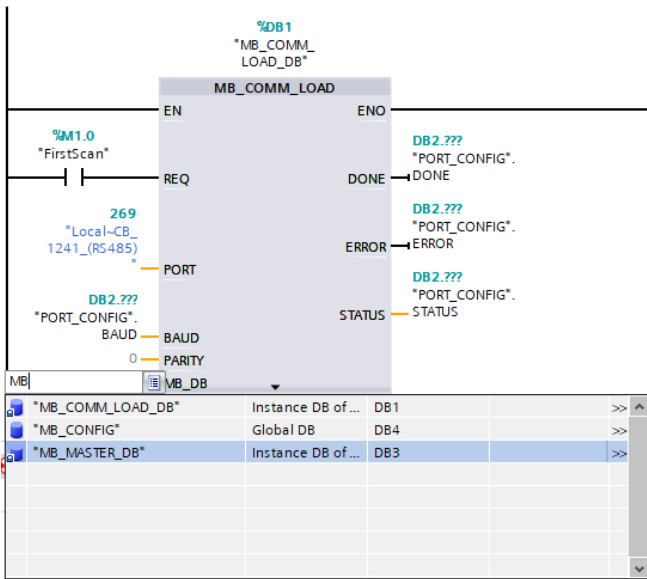 %DB1
"MB_COMM_
LOAD_DB"
MB_COMM_LOAD
EN
ENO
%M1.0
"FirstScan"
REQ
DB2.???
"PORT_CONFIG".
DONE
DONE
269
"Local~CB_
1241_(RS485)
"
PORT
DB2.???
"PORT_CONFIG".
ERROR
ERROR
DB2.???
"PORT_CONFIG".
STATUS
STATUS
DB2.???
"PORT_CONFIG".
BAUD
BAUD
0
PARITY
MB
MB_DB
"MB_COMM_LOAD_DB" Instance DB of ... DB1 >>
"MB_CONFIG" Global DB DB4 >>
"MB_MASTER_DB" Instance DB of ... DB3 >>